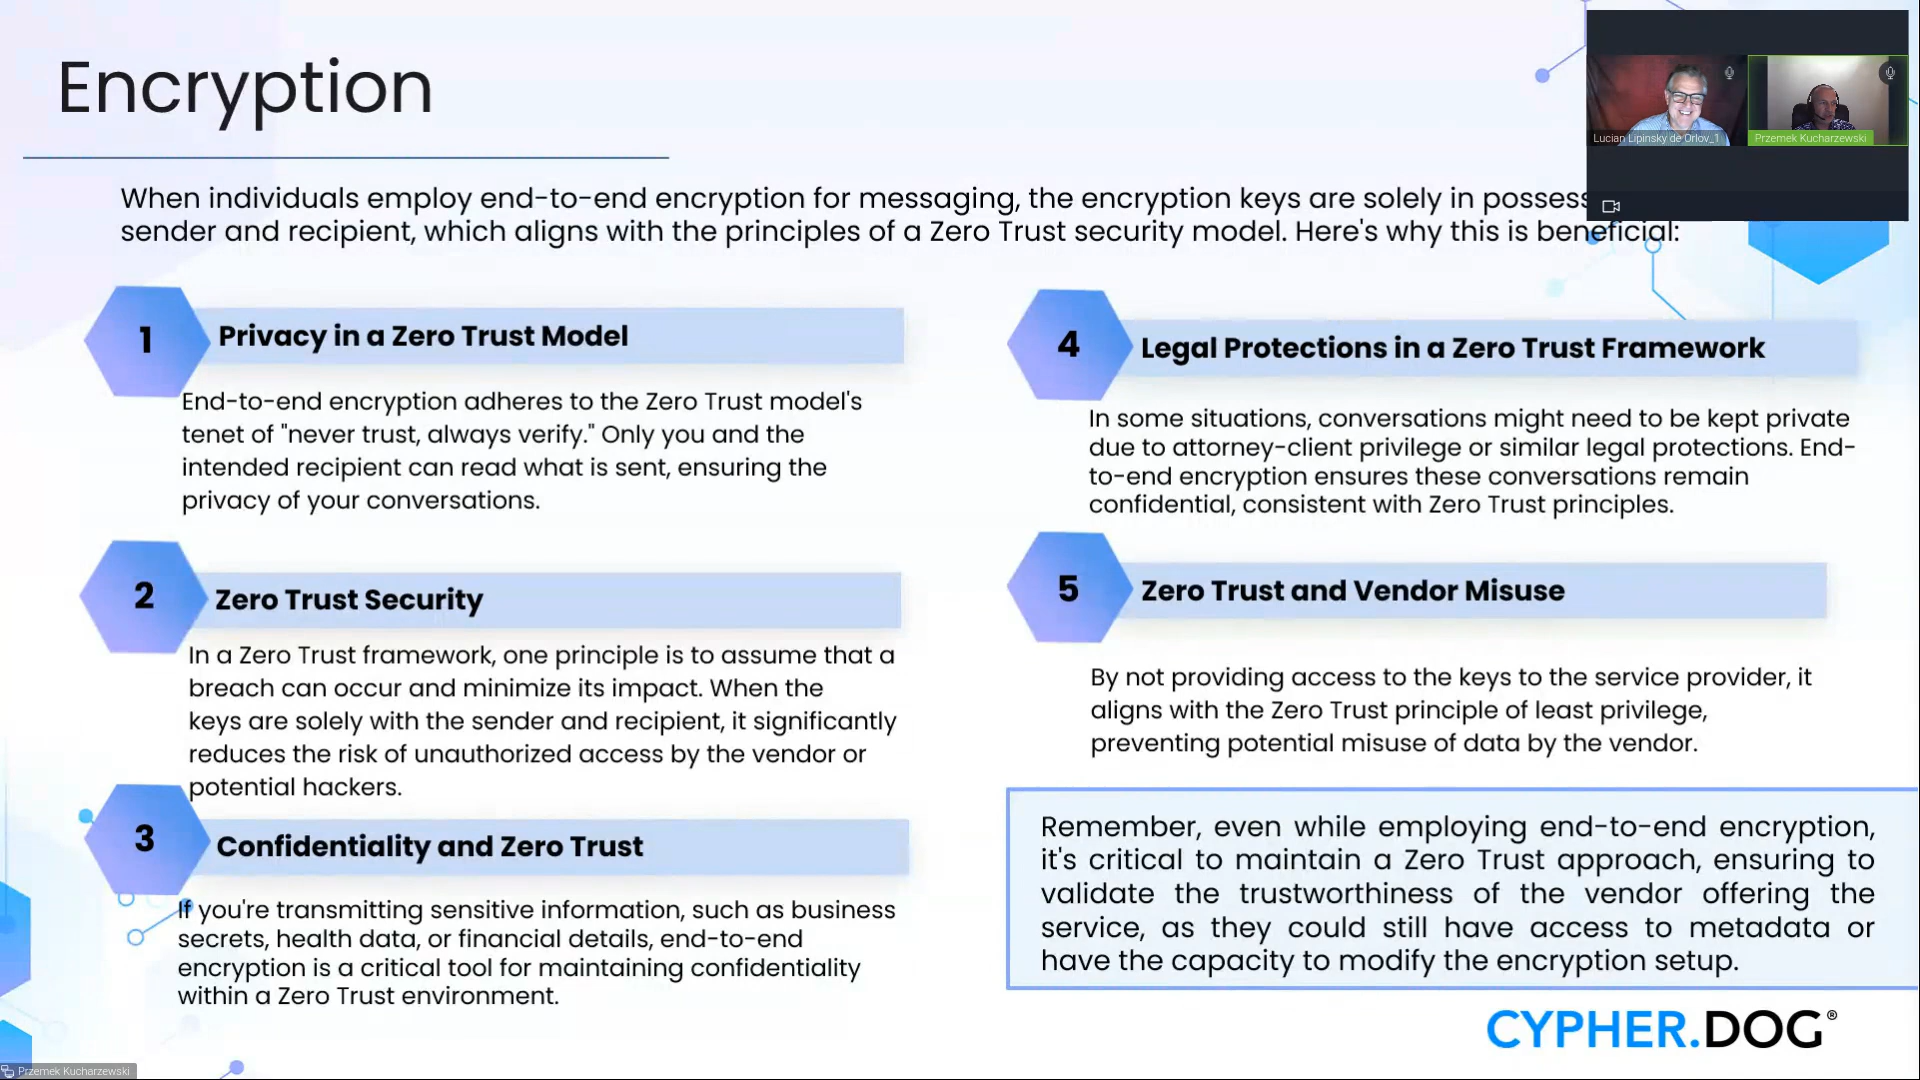 Encryption
Lucian Lipinsky de Orlov_1
Przemek Kucharzewski
When individuals employ end-to-end encryption for messaging, the encryption keys are solely in
sender and recipient, which aligns with the principles of a Zero Trust security model. Here's why this is beneficial:
1
Privacy in a Zero Trust Model
End-to-end encryption adheres to the Zero Trust model's
tenet of "never trust, always verify." Only you and the
intended recipient can read what is sent, ensuring the
privacy of your conversations.
2
Zero Trust Security
In a Zero Trust framework, one principle is to assume that a
breach can occur and minimize its impact. When the
keys are solely with the sender and recipient, it significantly
reduces the risk of unauthorized access by the vendor or
potential hackers.
3
Confidentiality and Zero Trust
If you're transmitting sensitive information, such as business
secrets, health data, or financial details, end-to-end
encryption is a critical tool for maintaining confidentiality
within a Zero Trust environment.
4
Legal Protections in a Zero Trust Framework
In some situations, conversations might need to be kept private
due to attorney-client privilege or similar legal protections. End-
to-end encryption ensures these conversations remain
confidential, consistent with Zero Trust principles.
5
Zero Trust and Vendor Misuse
By not providing access to the keys to the service provider, it
aligns with the Zero Trust principle of least privilege,
preventing potential misuse of data by the vendor.
Remember, even while employing end-to-end encryption,
it's critical to maintain a Zero Trust approach, ensuring to
validate the trustworthiness of the vendor offering the
service, as they could still have access to metadata or
have the capacity to modify the encryption setup.
CYPHER.DOG®
Przemek Kucharzewski